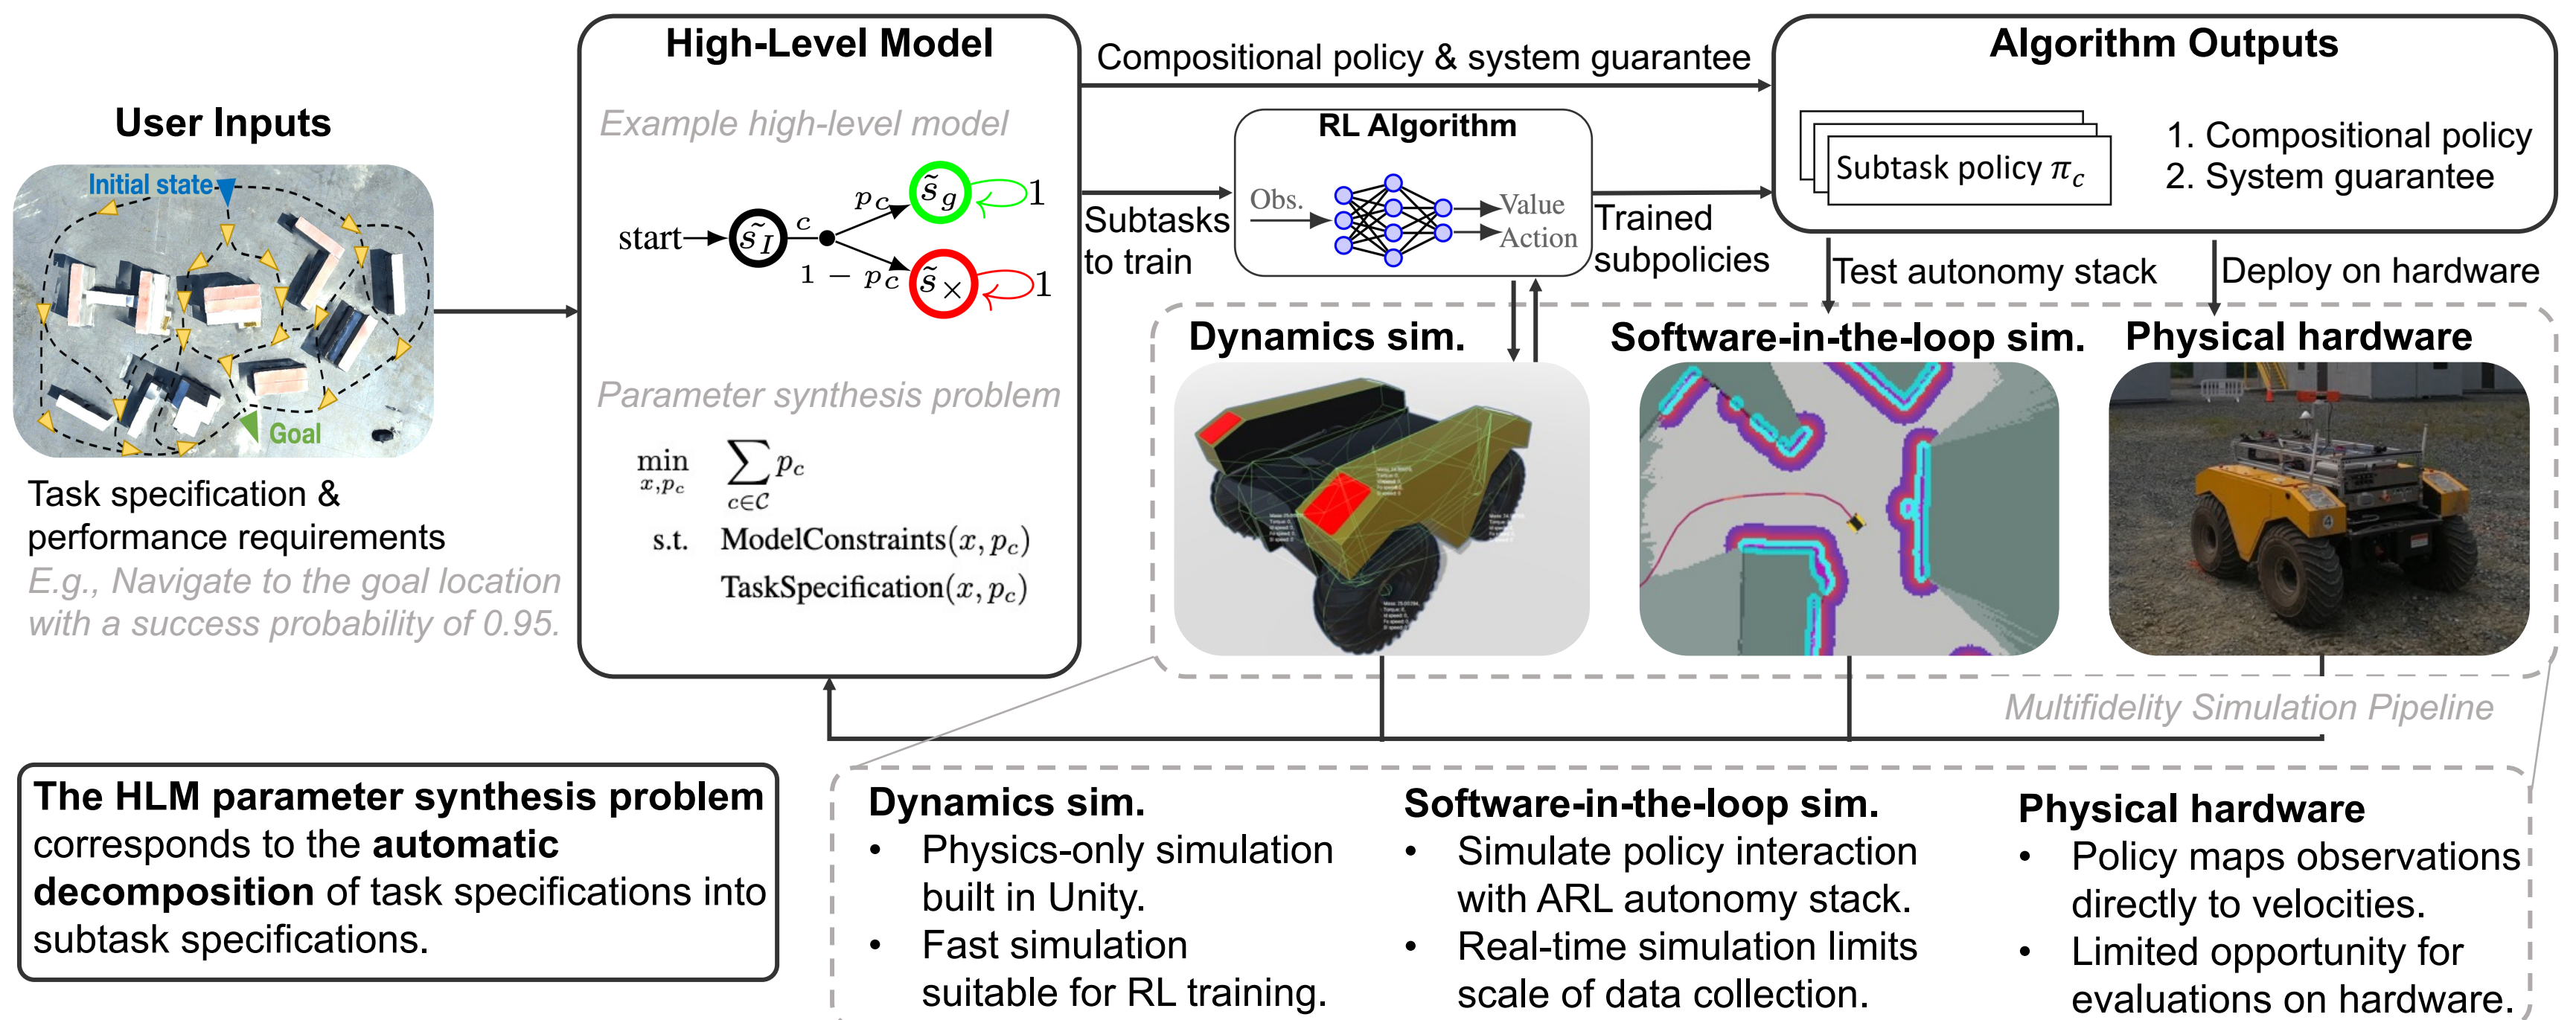 User Inputs
Initial state
Goal
Task specification &
performance requirements
E.g., Navigate to the goal location
with a success probability of 0.95.
High-Level Model
Example high-level model
start
s̃_I
c
p_c
1 − p_c
s̃_g
1
s̃_×
1
Parameter synthesis problem
min x,p_c ∑ c∈𝒞 p_c
s.t. ModelConstraints(x, p_c)
TaskSpecification(x, p_c)
Compositional policy & system guarantee
Subtasks
to train
RL Algorithm
Obs.
Value
Action
Trained
subpolicies
Algorithm Outputs
Subtask policy π_c
1. Compositional policy
2. System guarantee
Test autonomy stack
Deploy on hardware
Dynamics sim.
Software-in-the-loop sim.
Physical hardware
Multifidelity Simulation Pipeline
The HLM parameter synthesis problem
corresponds to the automatic
decomposition of task specifications into
subtask specifications.
Dynamics sim.
• Physics-only simulation
built in Unity.
• Fast simulation
suitable for RL training.
Software-in-the-loop sim.
• Simulate policy interaction
with ARL autonomy stack.
• Real-time simulation limits
scale of data collection.
Physical hardware
• Policy maps observations
directly to velocities.
• Limited opportunity for
evaluations on hardware.